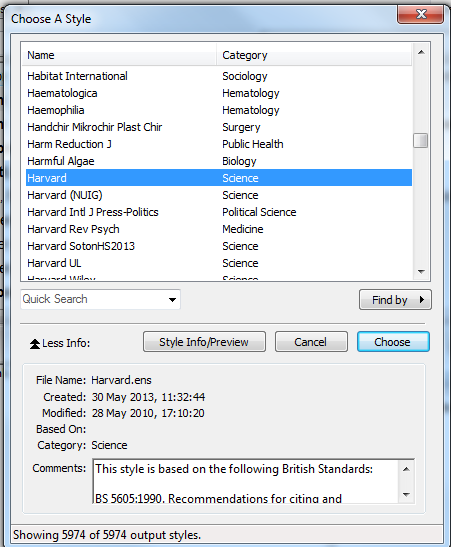 Choose A Style
Name Category
Habitat International Sociology
Haematologica Hematology
Haemophilia Hematology
Handchir Mikrochir Plast Chir Surgery
Harm Reduction J Public Health
Harmful Algae Biology
Harvard Science
Harvard (NUIG) Science
Harvard Intl J Press-Politics Political Science
Harvard Rev Psych Medicine
Harvard SotonHS2013 Science
Harvard UL Science
Harvard Wiley Science
Quick Search Find by
Less Info: Style Info/Preview Cancel Choose
File Name: Harvard.ens
Created: 30 May 2013, 11:32:44
Modified: 28 May 2010, 17:10:20
Based On:
Category: Science
Comments: This style is based on the following British Standards:
BS 5605:1990. Recommendations for citing and
Showing 5974 of 5974 output styles.